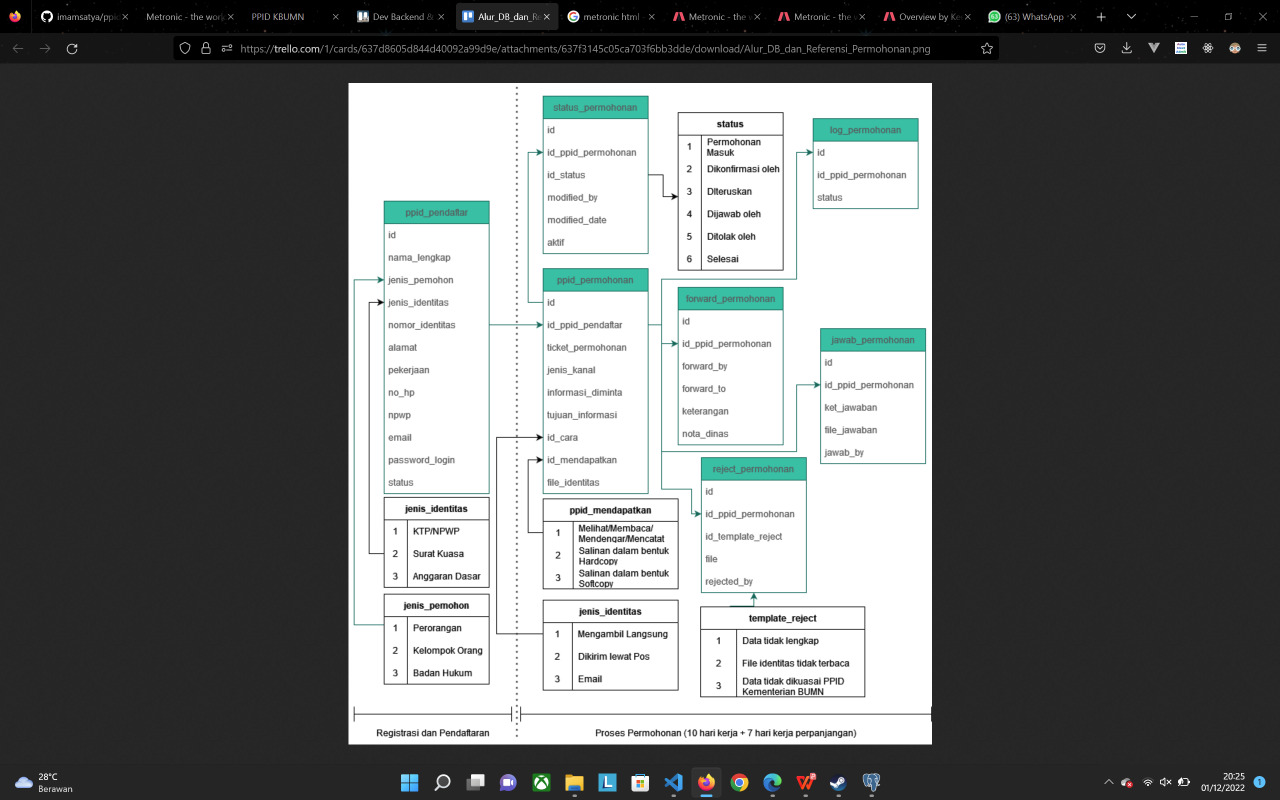 imamsatya/ppid
Metronic - the worl
PPID KBUMN
Dev Backend &
Alur_DB_dan_Re
metronic html
Metronic - the
Metronic - the
Overview by Ke
(63) WhatsApp
https://trello.com/1/cards/637d8605d844d40092a99d9e/attachments/637f3145c05ca703f6bb3dde/download/Alur_DB_dan_Referensi_Permohonan.png
ppid_pendaftar
id
nama_lengkap
jenis_pemohon
jenis_identitas
nomor_identitas
alamat
pekerjaan
no_hp
npwp
email
password_login
status
jenis_identitas
1 KTP/NPWP
2 Surat Kuasa
3 Anggaran Dasar
jenis_pemohon
1 Perorangan
2 Kelompok Orang
3 Badan Hukum
status_permohonan
id
id_ppid_permohonan
id_status
modified_by
modified_date
aktif
ppid_permohonan
id
id_ppid_pendaftar
ticket_permohonan
jenis_kanal
informasi_diminta
tujuan_informasi
id_cara
id_mendapatkan
file_identitas
ppid_mendapatkan
1 Melihat/Membaca/
Mendengar/Mencatat
2 Salinan dalam bentuk
Hardcopy
3 Salinan dalam bentuk
Softcopy
jenis_identitas
1 Mengambil Langsung
2 Dikirim lewat Pos
3 Email
status
1 Permohonan
Masuk
2 Dikonfirmasi oleh
3 DIteruskan
4 Dijawab oleh
5 Ditolak oleh
6 Selesai
forward_permohonan
id
id_ppid_permohonan
forward_by
forward_to
keterangan
nota_dinas
reject_permohonan
id
id_ppid_permohonan
id_template_reject
file
rejected_by
template_reject
1 Data tidak lengkap
2 File identitas tidak terbaca
3 Data tidak dikuasai PPID
Kementerian BUMN
log_permohonan
id
id_ppid_permohonan
status
jawab_permohonan
id
id_ppid_permohonan
ket_jawaban
file_jawaban
jawab_by
Registrasi dan Pendaftaran
Proses Permohonan (10 hari kerja + 7 hari kerja perpanjangan)
28°C
Berawan
20:25
01/12/2022
1